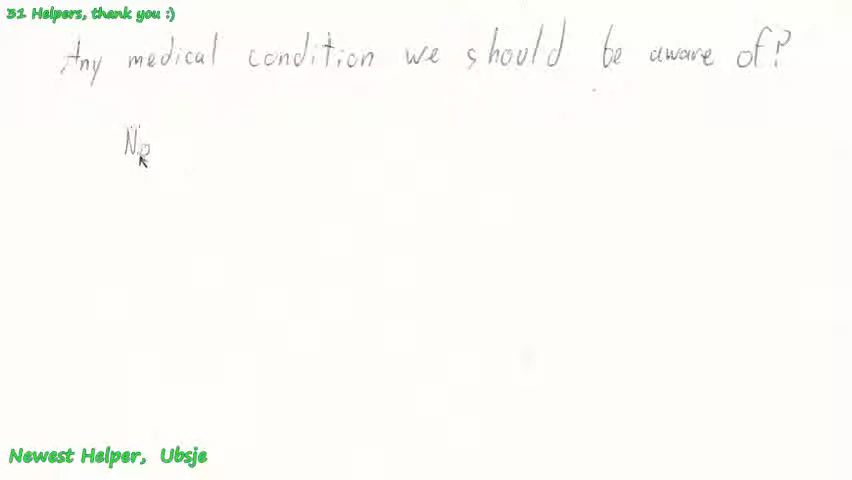 31 Helpers, thank you :)
Any medical condition we should be aware of?
No
Newest Helper, Ubsje